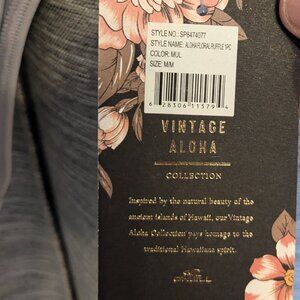 STYLE NO.: SP8474077
STYLE NAME: ALOHA FLORAL RUFFLE 1PC
COLOR: MUL
SIZE: M/M
6 28306 11579 4
VINTAGE
ALOHA
COLLECTION
Inspired by the natural beauty of the
ancient islands of Hawaii, our Vintage
Aloha Collection pays homage to the
traditional Hawaiiana spirit.